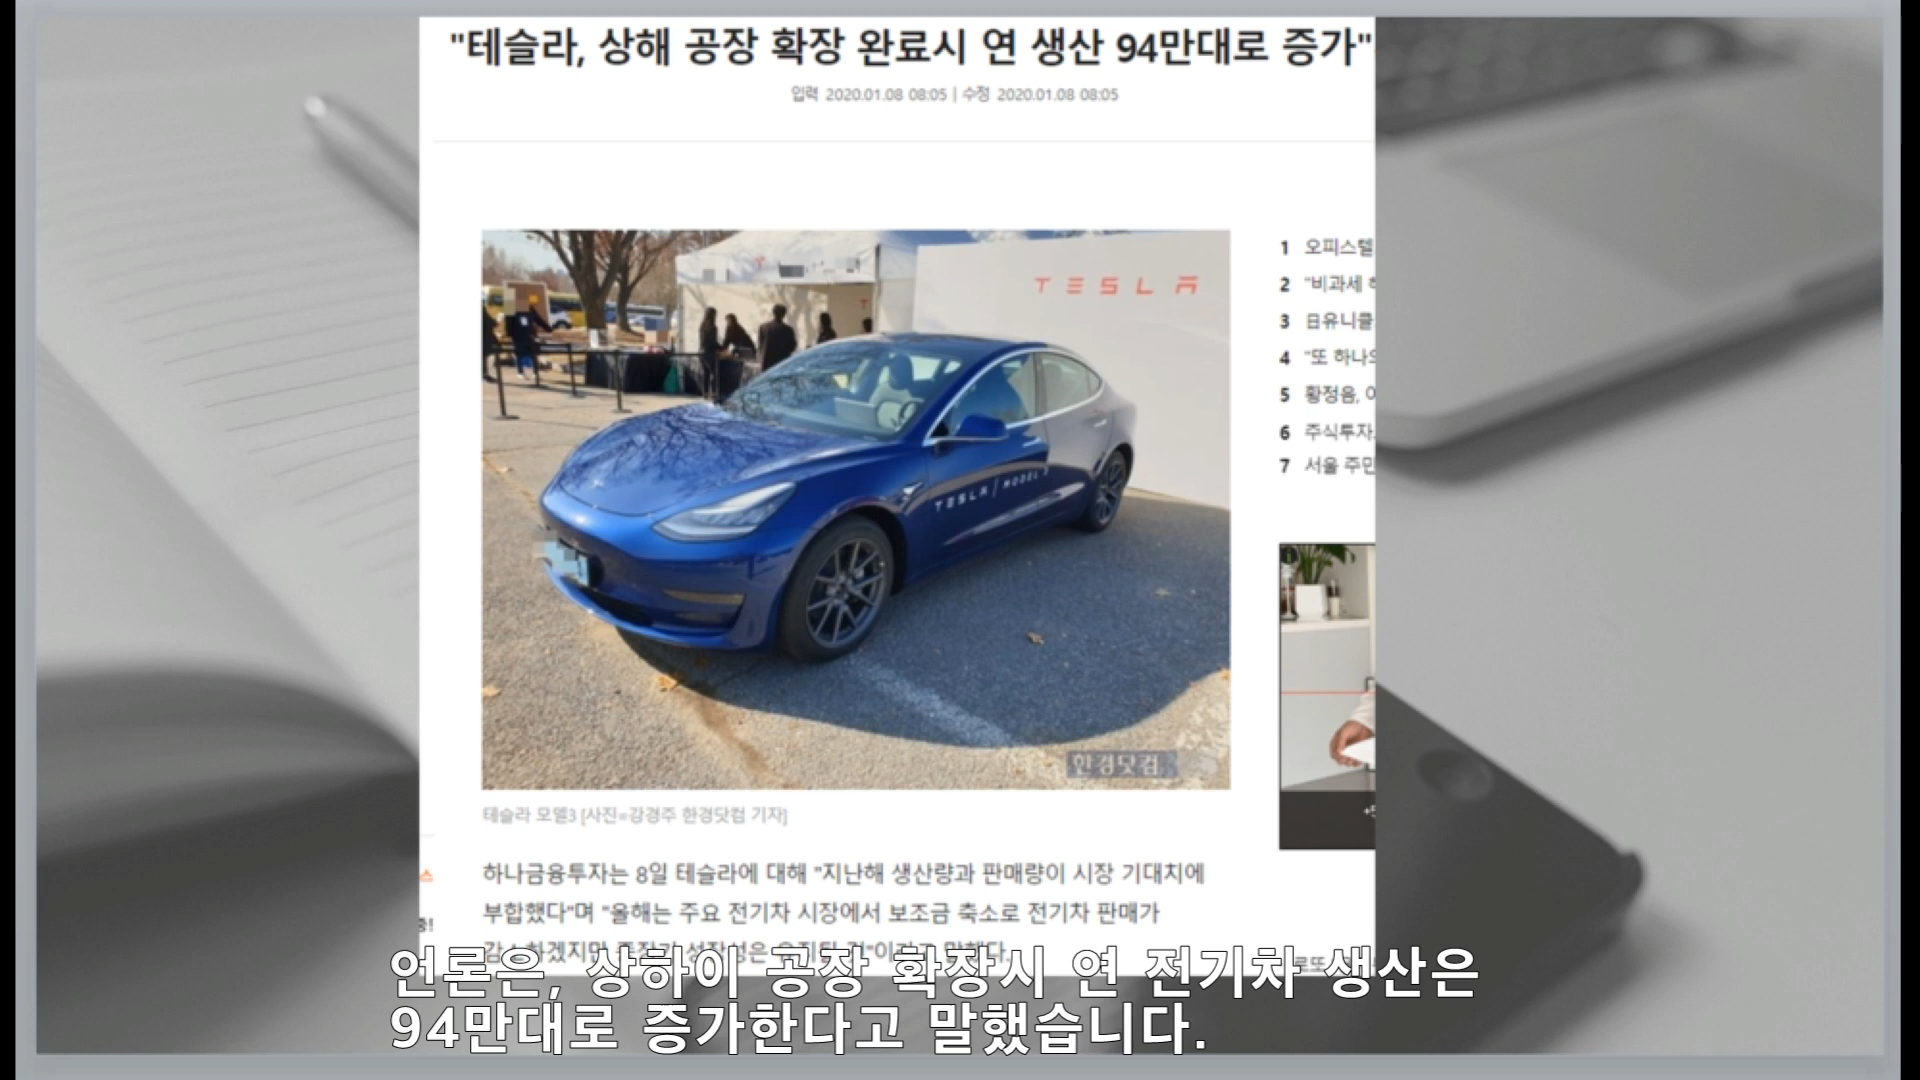 "테슬라, 상해 공장 확장 완료시 연 생산 94만대로 증가"
입력 2020.01.08 08:05 | 수정 2020.01.08 08:05
TESLA
1 오피스텔
2 "비과세
3 日유니클
4 "또 하나의
5 황정음,
6 주식투자
7 서울 주민
TESLA / MODEL 3
한경닷컴
테슬라 모델3 [사진=강경주 한경닷컴 기자]
하나금융투자는 8일 테슬라에 대해 "지난해 생산량과 판매량이 시장 기대치에
부합했다"며 "올해는 주요 전기차 시장에서 보조금 축소로 전기차 판매가
언론은, 상하이 공장 확장시 연 전기차 생산은
94만대로 증가한다고 말했습니다.